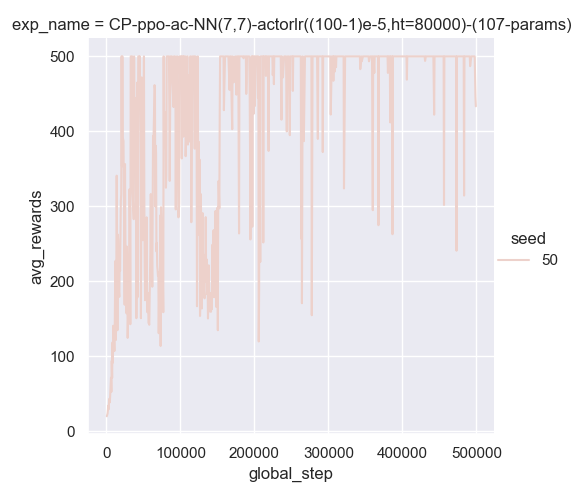 exp_name = CP-ppo-ac-NN(7,7)-actorlr((100-1)e-5,ht=80000)-(107-params)
500
400
300
200
100
0
avg_rewards
0 100000 200000 300000 400000 500000
global_step
seed
50